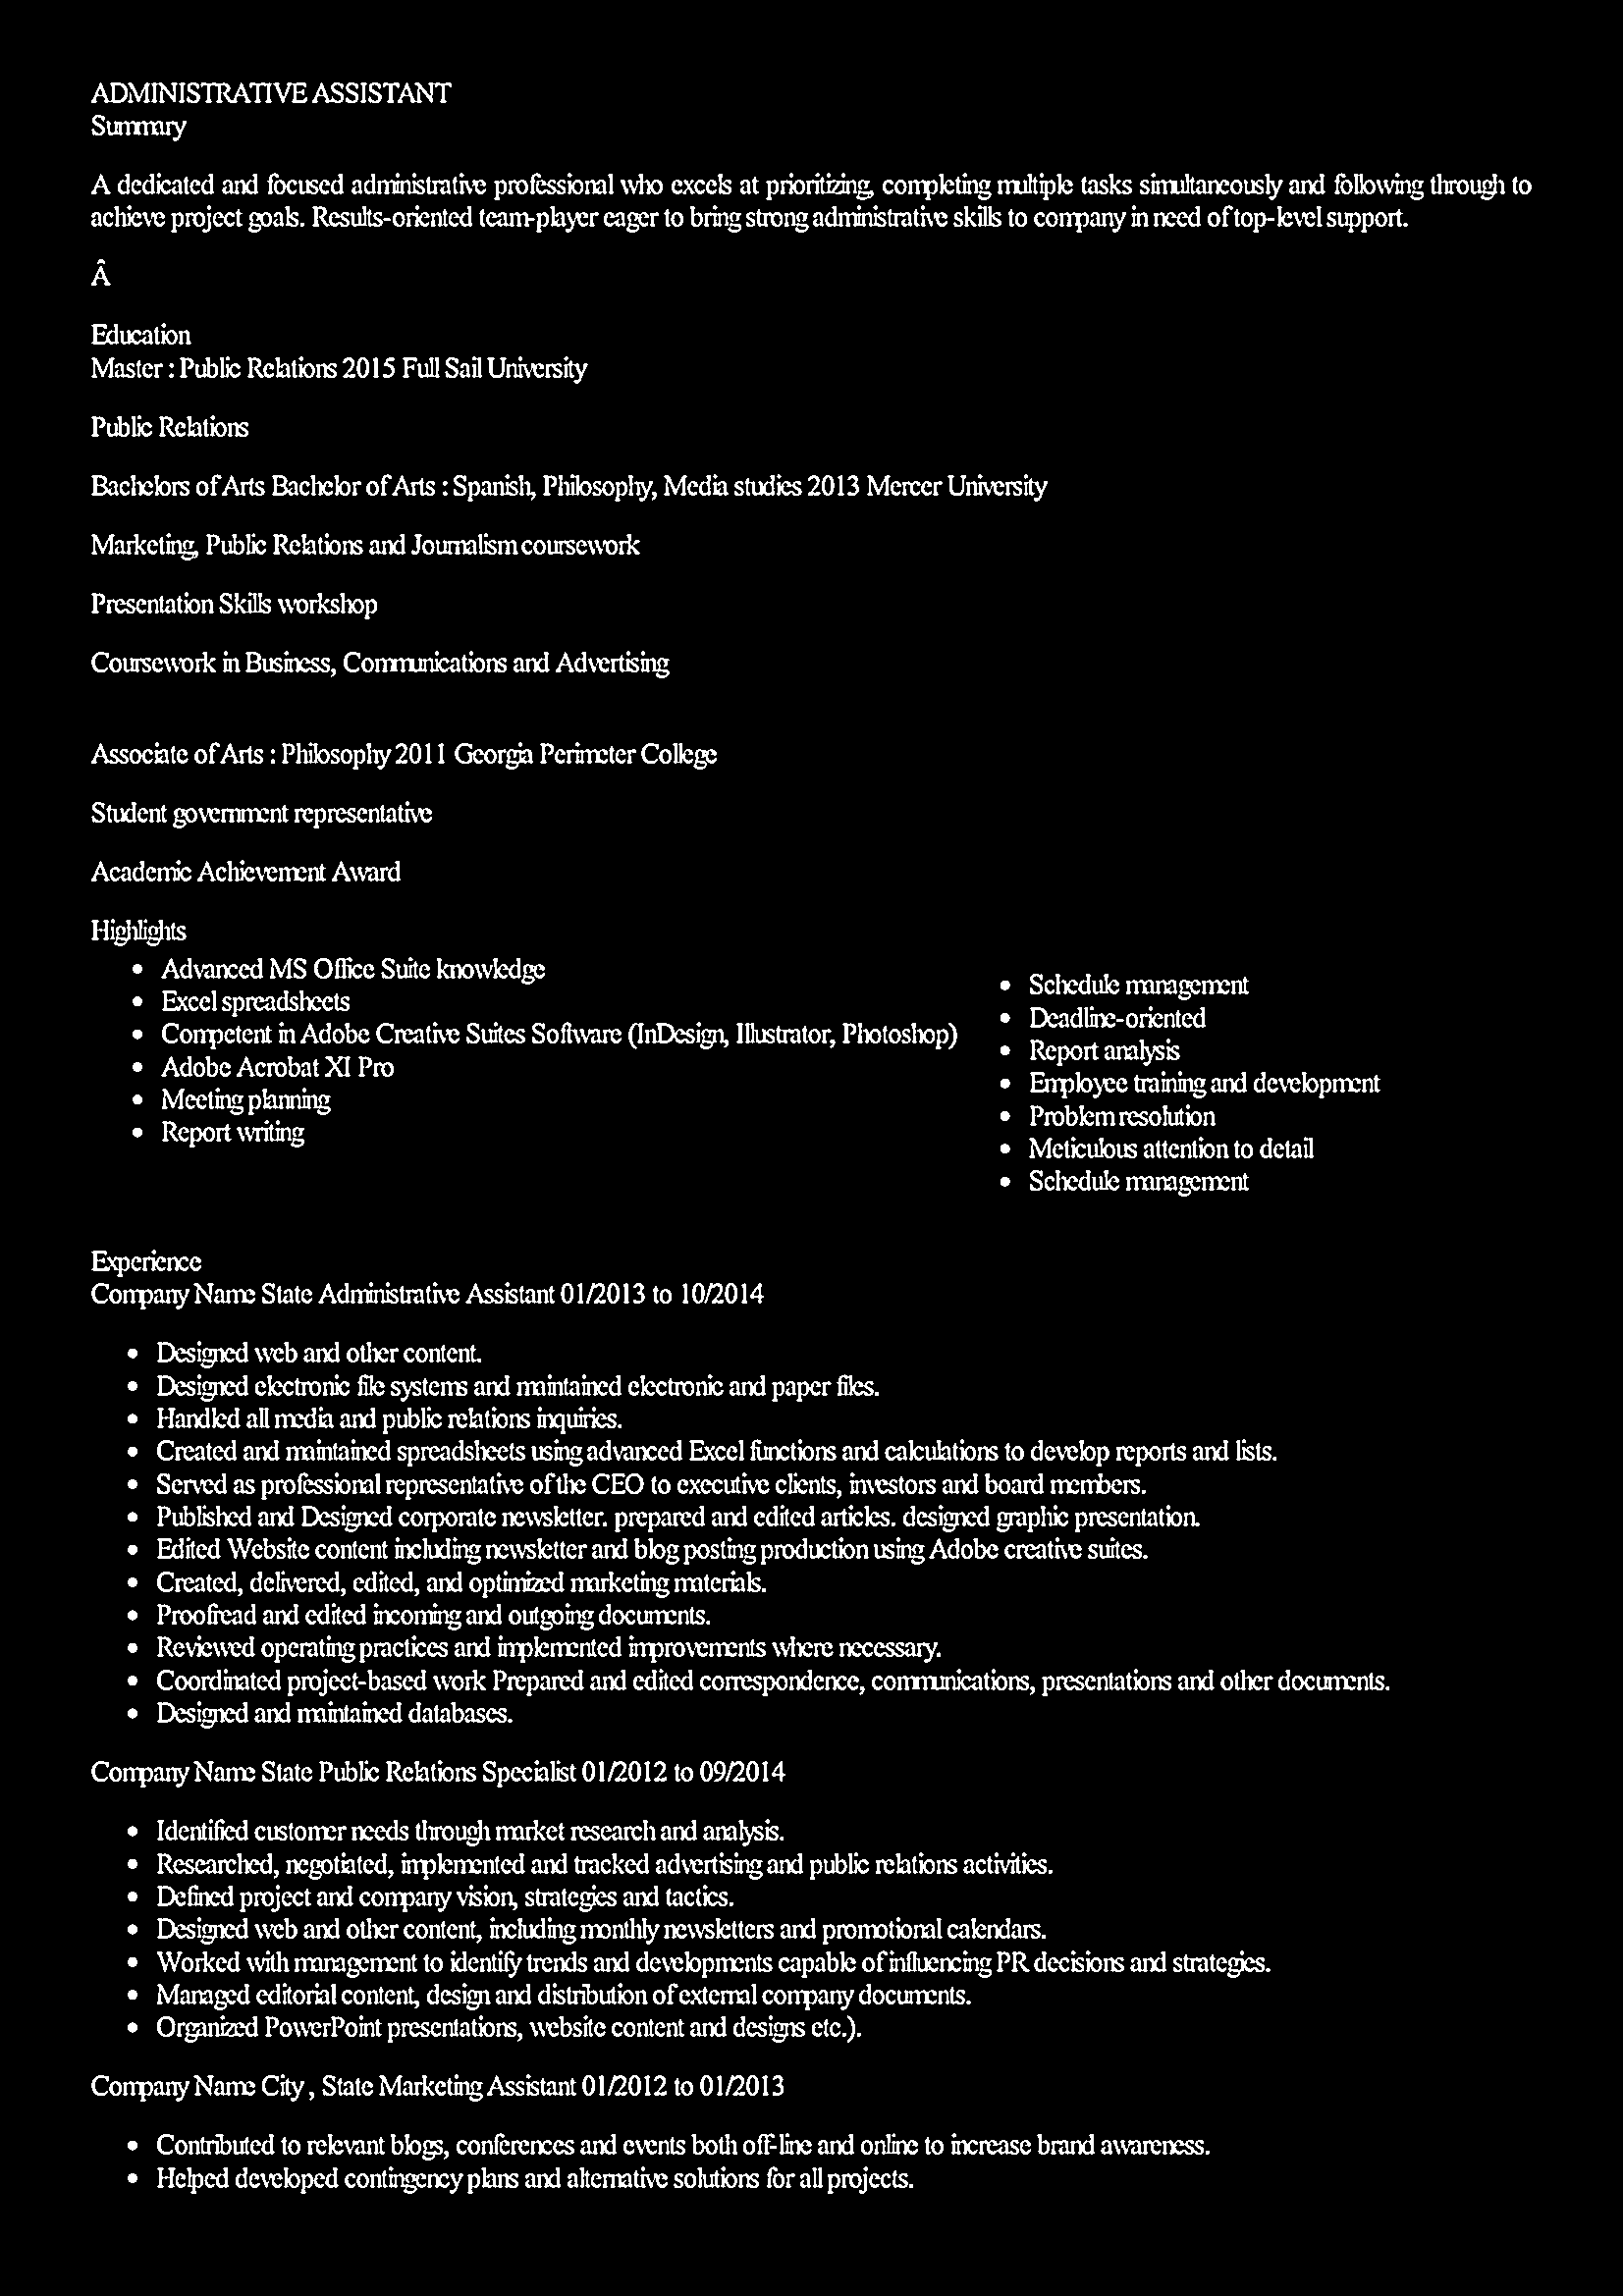 ADMINISTRATIVE ASSISTANT
Summary
A dedicated and focused administrative professional who excels at prioritizing, completing multiple tasks simultaneously and following through to
achieve project goals. Results-oriented team-player eager to bring strong administrative skills to company in need of top-level support.
Â
Education
Master : Public Relations 2015 Full Sail University
Public Relations
Bachelors of Arts Bachelor of Arts : Spanish, Philosophy, Media studies 2013 Mercer University
Marketing, Public Relations and Journalism coursework
Presentation Skills workshop
Coursework in Business, Communications and Advertising
Associate of Arts : Philosophy 2011 Georgia Perimeter College
Student government representative
Academic Achievement Award
Highlights
• Advanced MS Office Suite knowledge
• Excel spreadsheets
• Competent in Adobe Creative Suites Software (InDesign, Illustrator, Photoshop)
• Adobe Acrobat XI Pro
• Meeting planning
• Report writing
• Schedule management
• Deadline-oriented
• Report analysis
• Employee training and development
• Problem resolution
• Meticulous attention to detail
• Schedule management
Experience
Company Name State Administrative Assistant 01/2013 to 10/2014
• Designed web and other content.
• Designed electronic file systems and maintained electronic and paper files.
• Handled all media and public relations inquiries.
• Created and maintained spreadsheets using advanced Excel functions and calculations to develop reports and lists.
• Served as professional representative of the CEO to executive clients, investors and board members.
• Published and Designed corporate newsletter. prepared and edited articles. designed graphic presentation.
• Edited Website content including newsletter and blog posting production using Adobe creative suites.
• Created, delivered, edited, and optimized marketing materials.
• Proofread and edited incoming and outgoing documents.
• Reviewed operating practices and implemented improvements where necessary.
• Coordinated project-based work Prepared and edited correspondence, communications, presentations and other documents.
• Designed and maintained databases.
Company Name State Public Relations Specialist 01/2012 to 09/2014
• Identified customer needs through market research and analysis.
• Researched, negotiated, implemented and tracked advertising and public relations activities.
• Defined project and company vision, strategies and tactics.
• Designed web and other content, including monthly newsletters and promotional calendars.
• Worked with management to identify trends and developments capable of influencing PR decisions and strategies.
• Managed editorial content, design and distribution of external company documents.
• Organized PowerPoint presentations, website content and designs etc.).
Company Name City , State Marketing Assistant 01/2012 to 01/2013
• Contributed to relevant blogs, conferences and events both off-line and online to increase brand awareness.
• Helped developed contingency plans and alternative solutions for all projects.